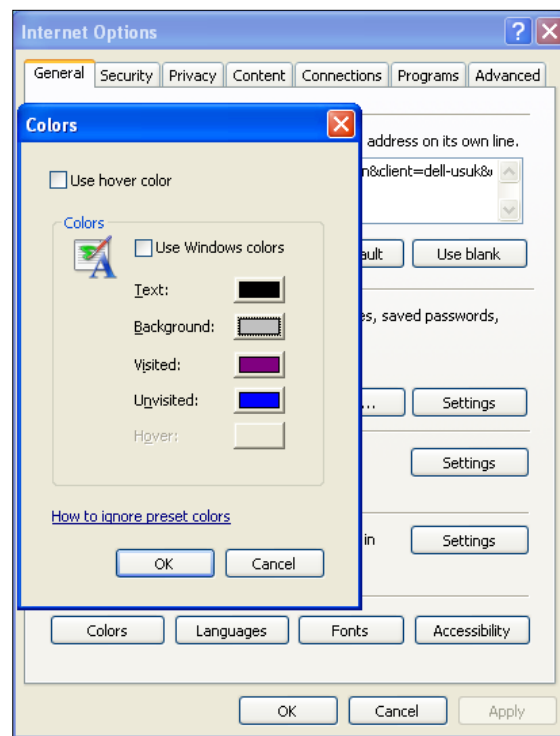 Internet Options
General Security Privacy Content Connections Programs Advanced
Colors
address on its own line.
n&client=dell-usuk&
Use hover color
Colors
Use Windows colors
ault Use blank
Text:
Background:
es, saved passwords,
Visited:
Unvisited:
... Settings
Hover:
Settings
How to ignore preset colors
in Settings
OK Cancel
Colors Languages Fonts Accessibility
OK Cancel Apply